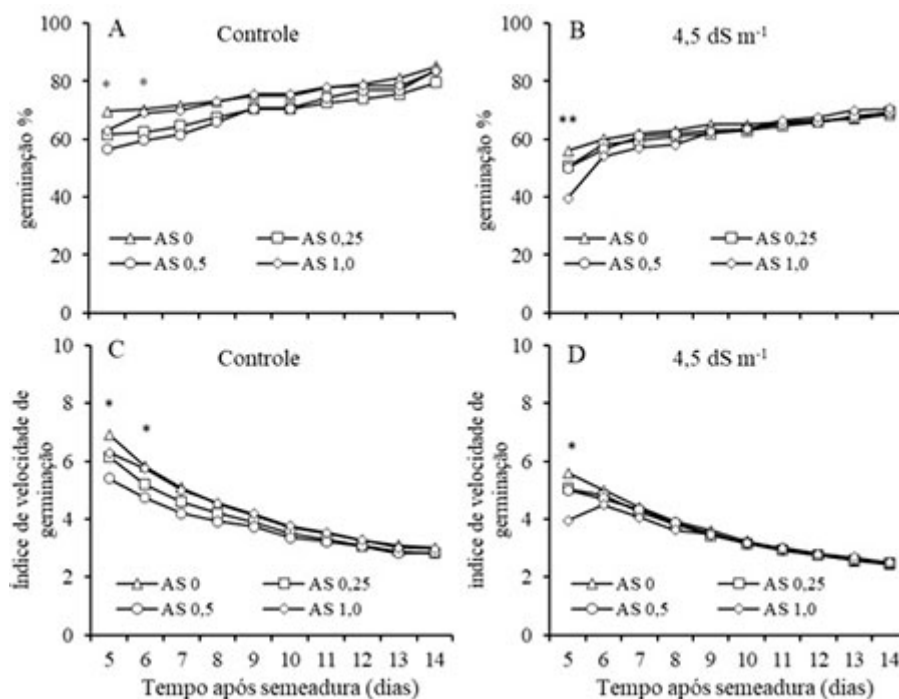 A Controle
germinação %
100
80
60
40
20
0
* *
AS 0 AS 0,25
AS 0,5 AS 1,0
B 4,5 dS m-1
germinação %
100
80
60
40
20
0
**
AS 0 AS 0,25
AS 0,5 AS 1,0
C Controle
Índice de velocidade de
germinação
10
8
6
4
2
0
* *
AS 0 AS 0,25
AS 0,5 AS 1,0
5 6 7 8 9 10 11 12 13 14
Tempo após semeadura (dias)
D 4,5 dS m-1
índice de velocidade de
germinação
10
8
6
4
2
0
*
AS 0 AS 0,25
AS 0,5 AS 1,0
5 6 7 8 9 10 11 12 13 14
Tempo após semeadura (dias)